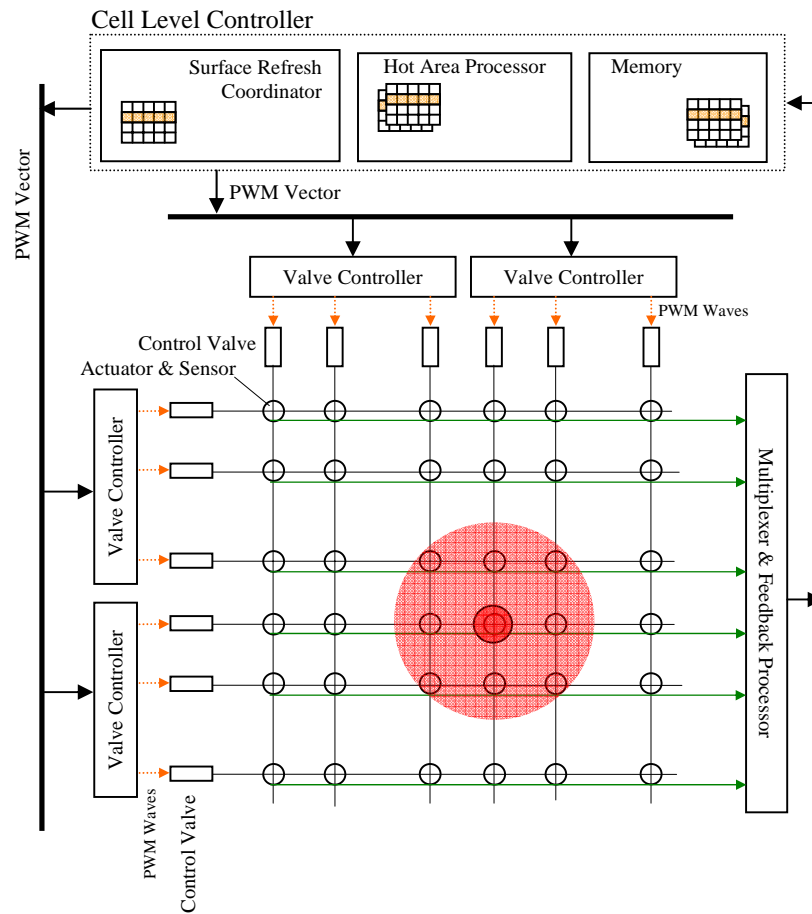 Cell Level Controller
Surface Refresh
Coordinator
Hot Area Processor
Memory
PWM Vector
PWM Vector
Valve Controller
Valve Controller
PWM Waves
Control Valve
Actuator & Sensor
Valve Controller
Valve Controller
Multiplexer & Feedback Processor
PWM Waves
Control Valve